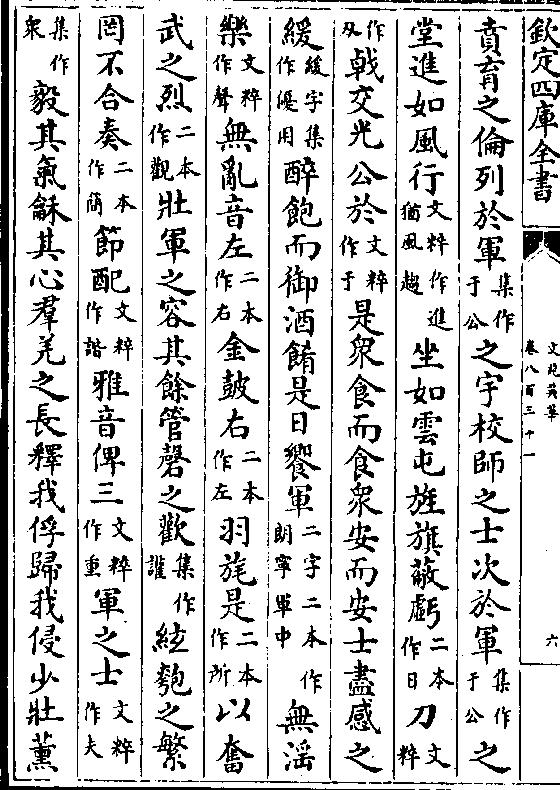 欽定四庫全書
文苑英華
卷八百三十一
六
賁育之倫列於軍集作于公之宇校師之士次於軍集作于公之
堂進如風行文粹作進猶風趨坐如雲屯旌旗蔽虧二本作日刀文粹
作从戟交光公於文粹作于是衆食而食衆安而安士盡感之
緩緩字集作優用醉飽而御酒餚是日饗軍二字二本作朗寧軍中無淫
樂文粹作聲無亂音左二本作右金鼓右二本作左羽旄是二本作所以奮
武之烈二本作觀壯軍之容其餘管磬之歡集作讙絃匏之繁
罔不合奏二本作簡節配文粹作諧雅音俾三文粹作重軍之士文粹作夫
集作衆毅其氣龢其心羣羌之長釋我俘歸我侵少壯薰